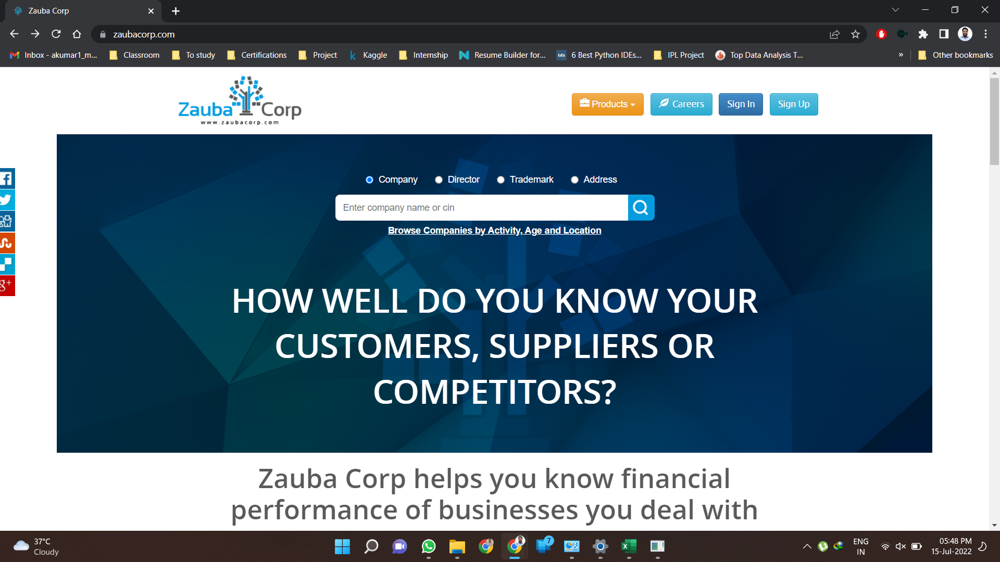 Zauba Corp
zaubacorp.com
Inbox - akumar1_m...
Classroom
To study
Certifications
Project
Kaggle
Internship
Resume Builder for...
tds
6 Best Python IDEs...
IPL Project
Top Data Analysis T...
»
Other bookmarks
Zauba Corp
www.zaubacorp.com
Products
Careers
Sign In
Sign Up
Company
Director
Trademark
Address
Enter company name or cin
Browse Companies by Activity, Age and Location
HOW WELL DO YOU KNOW YOUR
CUSTOMERS, SUPPLIERS OR
COMPETITORS?
g+
Zauba Corp helps you know financial
performance of businesses you deal with
37°C
Cloudy
7
ENG
IN
05:48 PM
15-Jul-2022